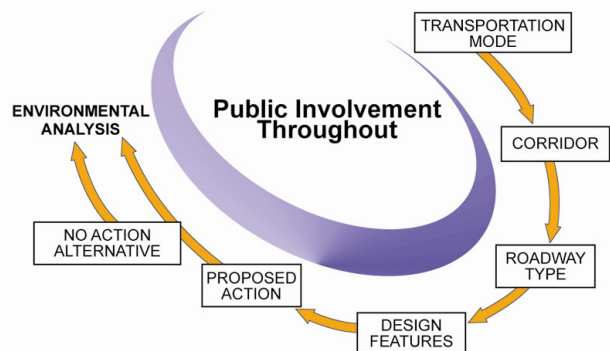 TRANSPORTATION
MODE
Public Involvement
Throughout
ENVIRONMENTAL
ANALYSIS
CORRIDOR
NO ACTION
ALTERNATIVE
ROADWAY
TYPE
PROPOSED
ACTION
DESIGN
FEATURES